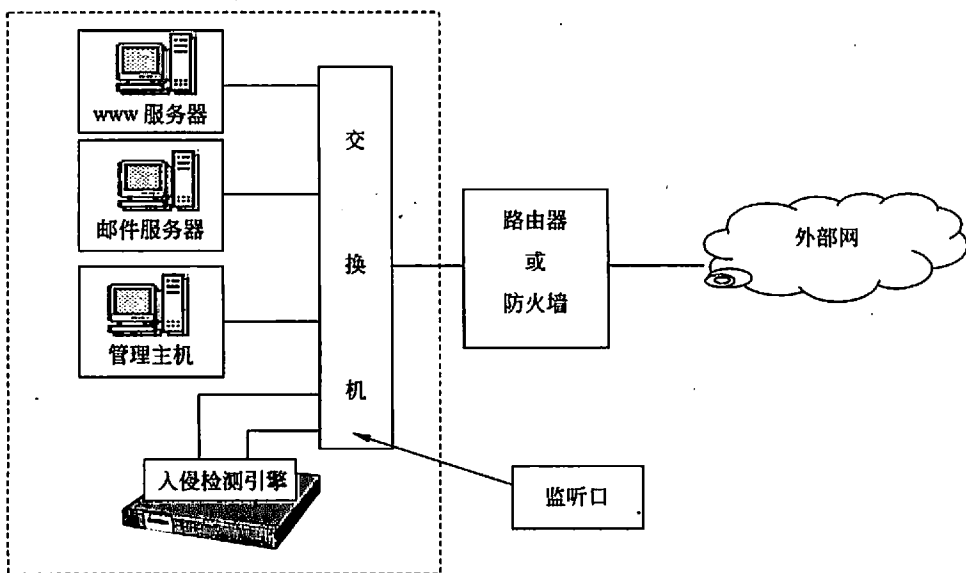 www 服务器
邮件服务器
管理主机
入侵检测引擎
交
换
机
路由器
或
防火墙
外部网
监听口